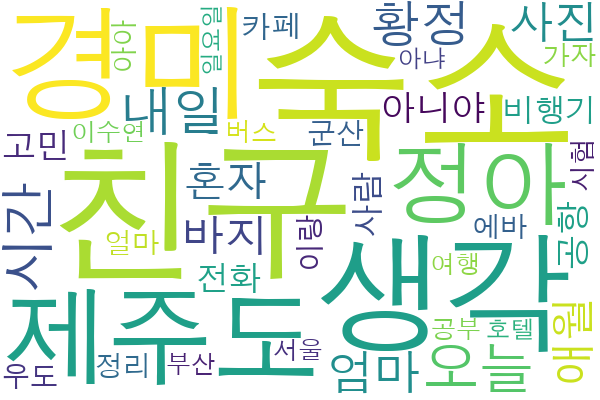 경미
숙소
친구
생각
제주도
정아
오늘
내일
황정
사진
카페
아아
일요일
아냐
가자
아니야
비행기
고민
이수연
버스
군산
시험
혼자
시간
바지
사람
이랑
얼마
전화
에바
공항
여행
애월
공부
호텔
엄마
서울
부산
정리
우도